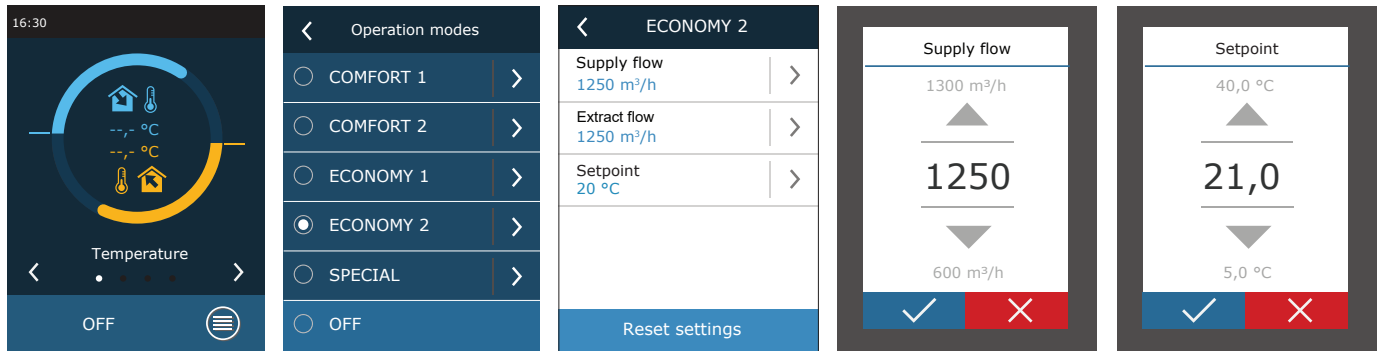 16:30
--,- °C
--,- °C
Temperature
OFF
Operation modes
COMFORT 1
COMFORT 2
ECONOMY 1
ECONOMY 2
SPECIAL
OFF
ECONOMY 2
Supply flow
1250 m³/h
Extract flow
1250 m³/h
Setpoint
20 °C
Reset settings
Supply flow
1300 m³/h
1250
600 m³/h
Setpoint
40,0 °C
21,0
5,0 °C